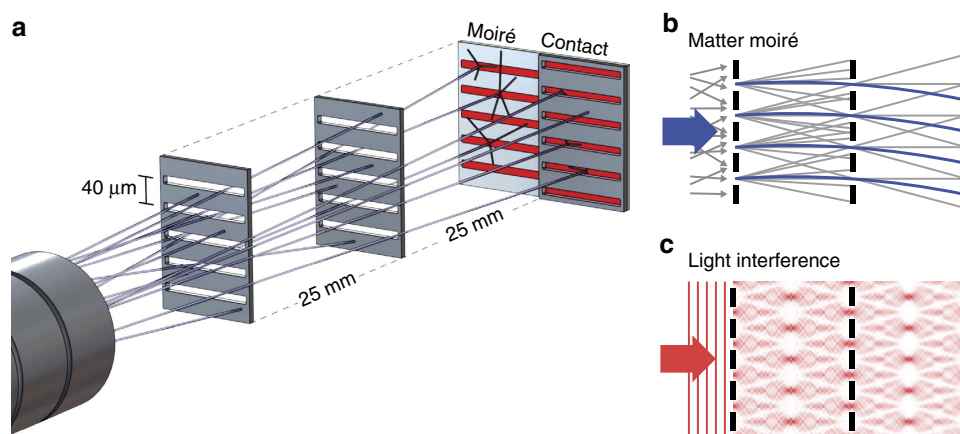 a
Moiré
Contact
40 μm
25 mm
25 mm
b
Matter moiré
c
Light interference